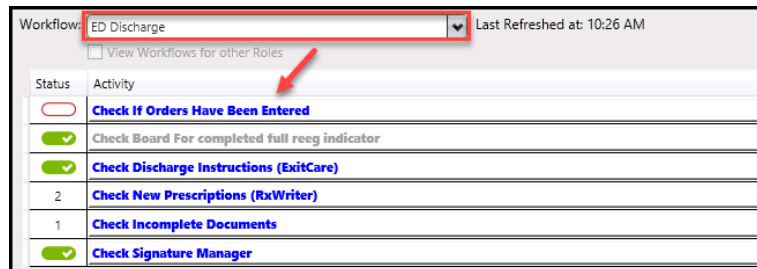 Workflow: ED Discharge Last Refreshed at: 10:26 AM
View Workflows for other Roles
Status Activity
Check If Orders Have Been Entered
Check Board For completed full reeg indicator
Check Discharge Instructions (ExitCare)
2 Check New Prescriptions (RxWriter)
1 Check Incomplete Documents
Check Signature Manager